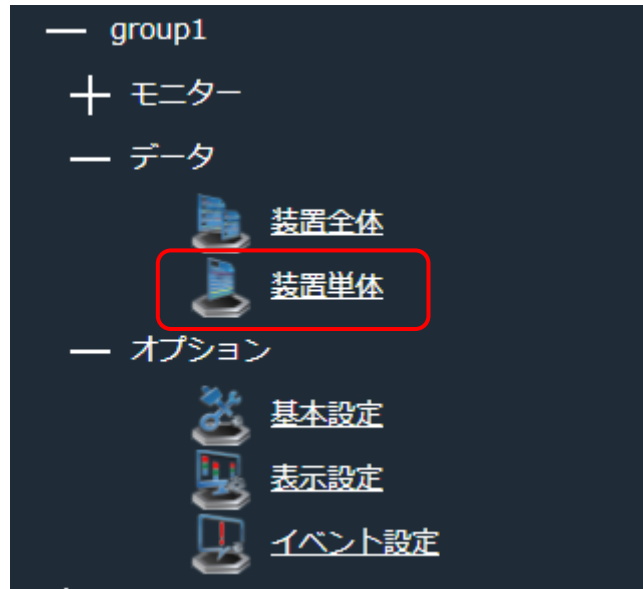 group1
モニター
データ
装置全体
装置単体
オプション
基本設定
表示設定
イベント設定